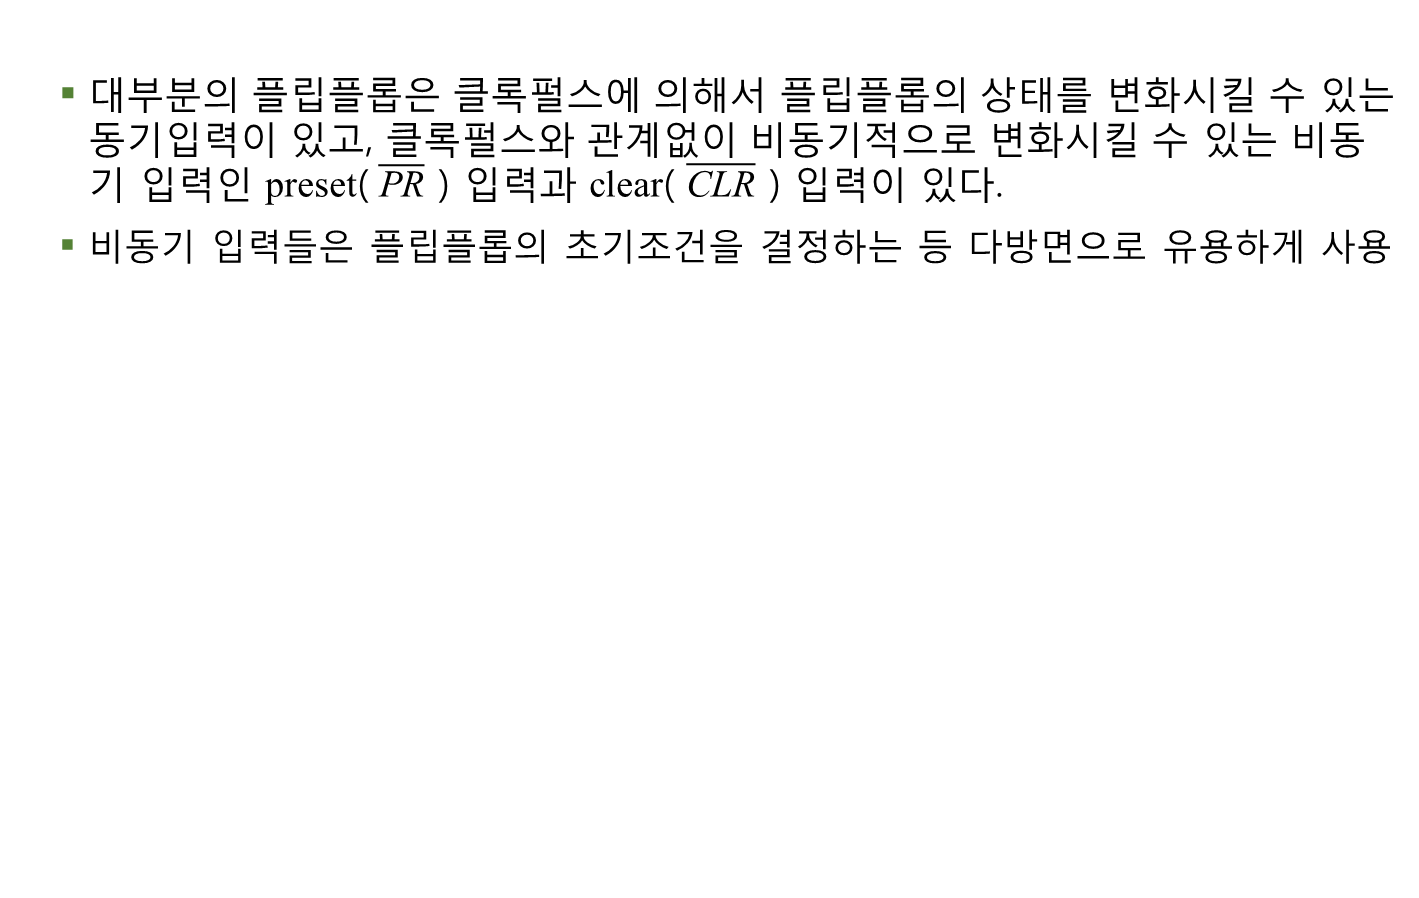 ▪ 대부분의 플립플롭은 클록펄스에 의해서 플립플롭의 상태를 변화시킬 수 있는
동기입력이 있고, 클록펄스와 관계없이 비동기적으로 변화시킬 수 있는 비동
기 입력인 preset( P̅R̅ ) 입력과 clear( C̅L̅R̅ ) 입력이 있다.
▪ 비동기 입력들은 플립플롭의 초기조건을 결정하는 등 다방면으로 유용하게 사용